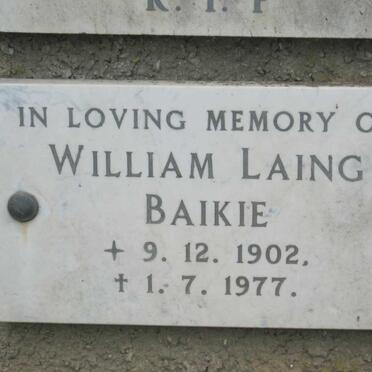 R. I. P
IN LOVING MEMORY O
WILLIAM LAING
BAIKIE
+ 9. 12. 1902.
† 1. 7. 1977.